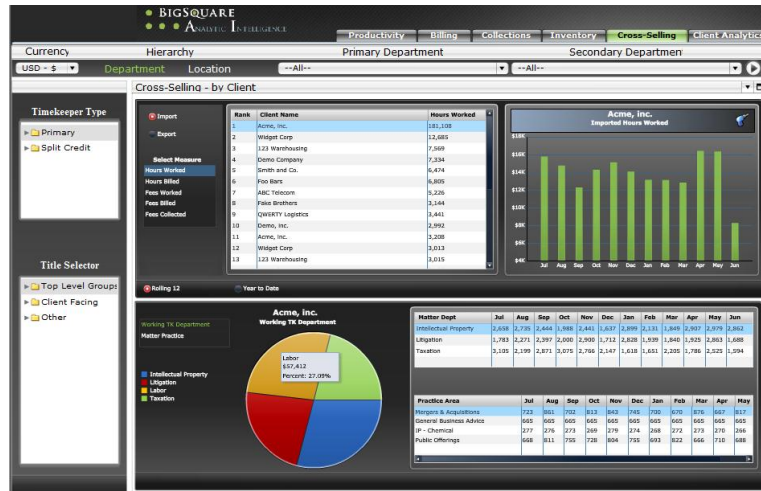 BIGSQUARE
ANALYTIC INTELLIGENCE
Productivity Billing Collections Inventory Cross-Selling Client Analytics
Currency Hierarchy Primary Department Secondary Departmen
USD - $ Department Location --All-- --All--
Cross-Selling - by Client
Timekeeper Type
Primary
Split Credit
Title Selector
Top Level Groups
Client Facing
Other
Import
Export
Select Measure
Hours Worked
Hours Billed
Fees Worked
Fees Billed
Fees Collected
Rank Client Name Hours Worked
1 Acme, Inc. 181,108
2 Widget Corp 12,685
3 123 Warehousing 7,569
4 Demo Company 7,334
5 Smith and Co. 6,474
6 Foo Bars 6,805
7 ABC Telecom 5,226
8 Fake Brothers 3,144
9 QWERTY Logistics 3,441
10 Demo, Inc. 2,992
11 Acme, Inc. 3,208
12 Widget Corp 3,013
13 123 Warehousing 3,015
Acme, inc.
Imported Hours Worked
$18K
$16K
$14K
$12K
$10K
$8K
$6K
$4K
Jul Aug Sep Oct Nov Dec Jan Feb Mar Apr May Jun
Rolling 12 Year to Date
Working TK Department
Matter Practice
Intellectual Property
Litigation
Labor
Taxation
Acme, inc.
Working TK Department
Labor
$57,412
Percent: 27.09%
Matter Dept Jul Aug Sep Oct Nov Dec Jan Feb Mar Apr May Jun
Intellectual Property 2,658 2,735 2,444 1,988 2,441 1,637 2,899 2,131 1,849 2,907 2,979 2,862
Litigation 1,783 2,271 2,397 2,000 2,900 1,712 2,828 1,939 1,840 1,925 2,863 1,688
Taxation 3,105 2,199 2,871 3,075 2,766 2,147 1,618 1,651 2,205 1,786 2,525 1,594
Practice Area Jul Aug Sep Oct Nov Dec Jan Feb Mar Apr May
Mergers & Acquisitions 723 861 702 813 843 745 700 670 876 667 817
General Business Advice 665 665 665 665 665 665 665 665 665 665 665
IP - Chemical 277 276 273 269 279 274 268 272 273 270 266
Public Offerings 668 811 755 728 804 755 693 822 666 710 688